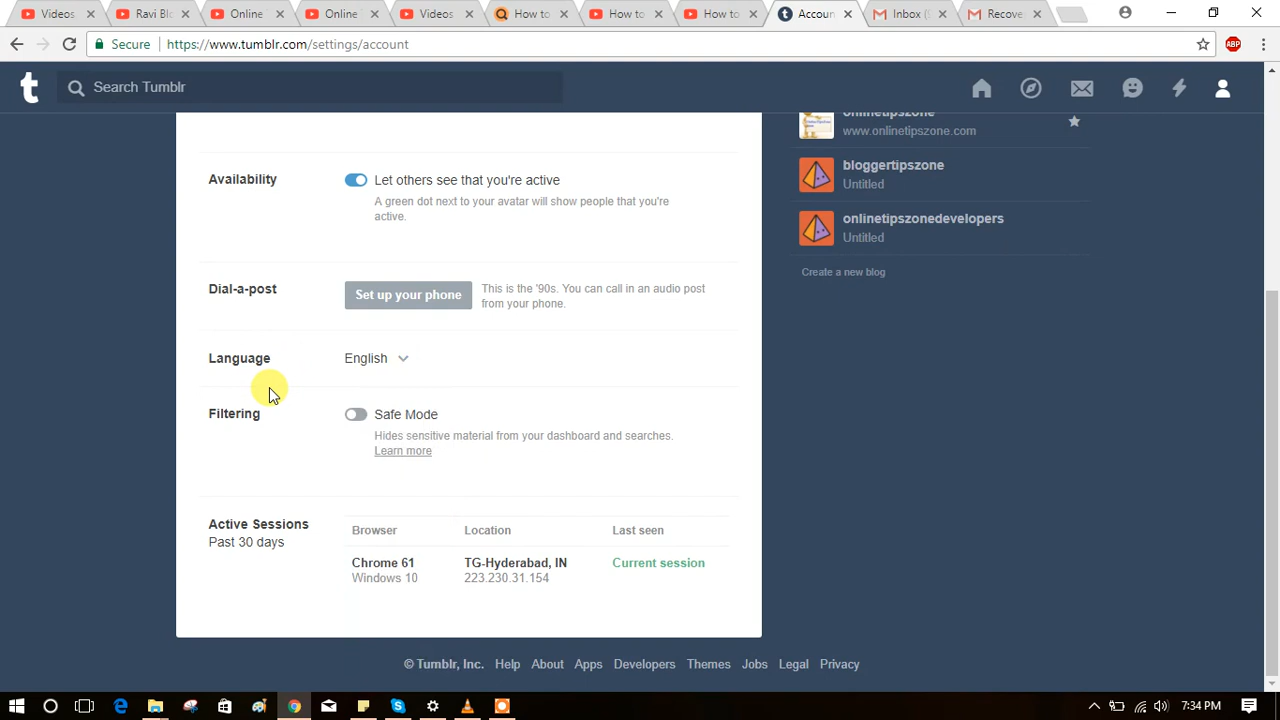 Videos
Ravi Blo
Online
Online
Videos
How to
How to
How to
Accoun
Inbox (
Recove
Secure
https://www.tumblr.com/settings/account
ABP
t
Search Tumblr
onlinetipszone
www.onlinetipszone.com
bloggertipszone
Untitled
onlinetipszonedevelopers
Untitled
Create a new blog
Availability
Let others see that you're active
A green dot next to your avatar will show people that you're
active.
Dial-a-post
Set up your phone
This is the '90s. You can call in an audio post
from your phone.
Language
English
Filtering
Safe Mode
Hides sensitive material from your dashboard and searches.
Learn more
Active Sessions
Past 30 days
Browser Location Last seen
Chrome 61 TG-Hyderabad, IN Current session
Windows 10 223.230.31.154
© Tumblr, Inc. Help About Apps Developers Themes Jobs Legal Privacy
7:34 PM